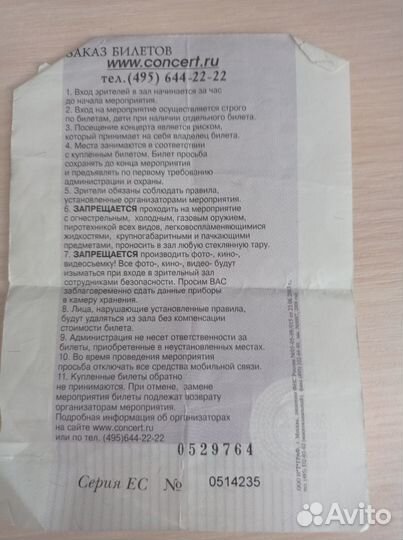 ЗАКАЗ БИЛЕТОВ
www.concert.ru
тел.(495) 644-22-22
1. Вход зрителей в зал начинается за час
до начала мероприятия.
2. Вход на мероприятие осуществляется строго
по билетам, дети при наличии отдельного билета.
3. Посещение концерта является риском,
который принимает на себя владелец билета.
4. Места занимаются в соответствии
с купленным билетом. Билет просьба
сохранять до конца мероприятия
и предъявлять по первому требованию
администрации и охраны.
5. Зрители обязаны соблюдать правила,
установленные организаторами мероприятия.
6. ЗАПРЕЩАЕТСЯ проходить на мероприятие
с огнестрельным, холодным, газовым оружием,
пиротехникой всех видов, легковоспламеняющимися
жидкостями, крупногабаритными и пачкающими
предметами, проносить в зал любую стеклянную тару.
7. ЗАПРЕЩАЕТСЯ производить фото-, кино-,
видеосъемку! Все фото-, кино-, видео- будут
изыматься при входе в зрительный зал
сотрудниками безопасности. Просим ВАС
заблаговременно сдать данные приборы
в камеру хранения.
8. Лица, нарушающие установленные правила,
будут удаляться из зала без компенсации
стоимости билета.
9. Администрация не несет ответственности за
билеты, приобретенные в неустановленных местах.
10. Во время проведения мероприятия
просьба отключать все средства мобильной связи.
11. Купленные билеты обратно
не принимаются. При отмене, замене
мероприятия билеты подлежат возврату
организаторам мероприятия.
Подробная информация об организаторах
на сайте www.concert.ru
или по тел. (495)644-22-22
0529764
Серия ЕС № 0514235
Avito